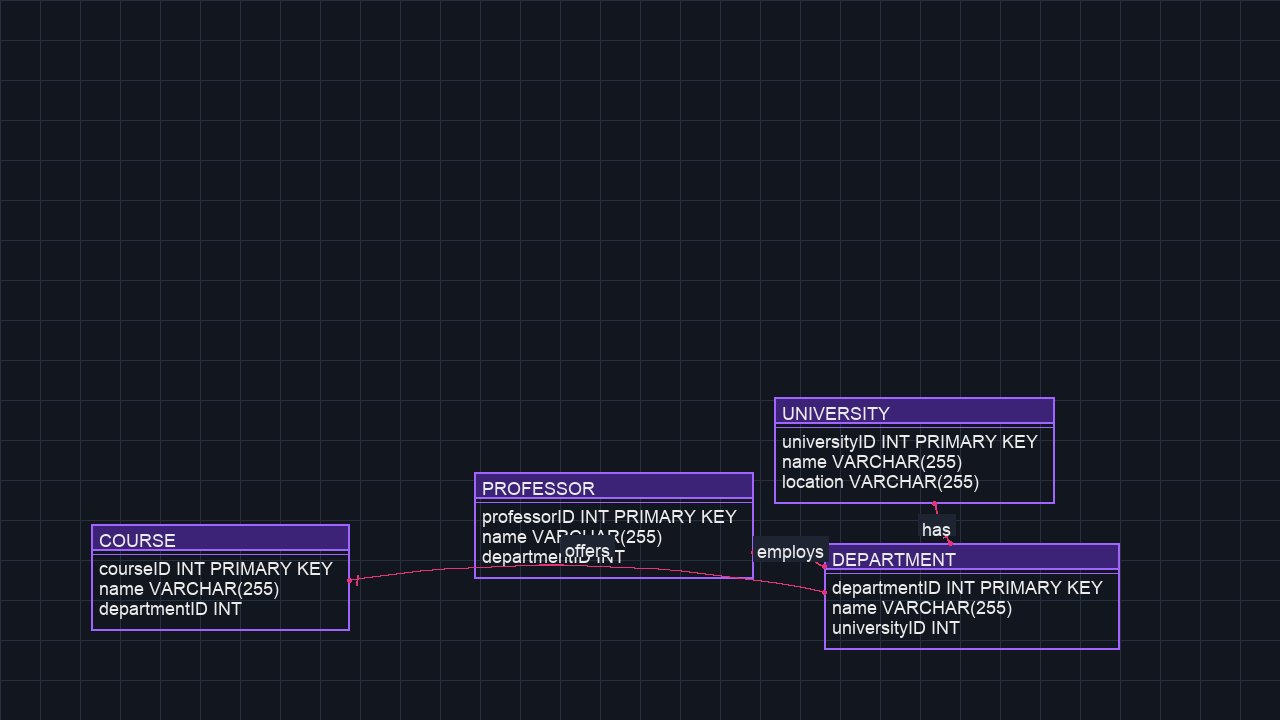 UNIVERSITY
universityID INT PRIMARY KEY
name VARCHAR(255)
location VARCHAR(255)
PROFESSOR
professorID INT PRIMARY KEY
name VARCHAR(255)
departmentID INT
COURSE
courseID INT PRIMARY KEY
name VARCHAR(255)
departmentID INT
offers
employs
has
DEPARTMENT
departmentID INT PRIMARY KEY
name VARCHAR(255)
universityID INT